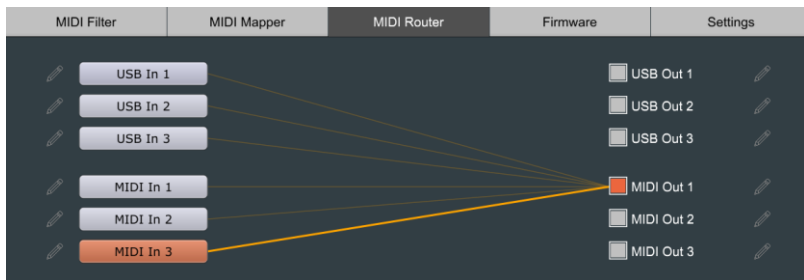 MIDI Filter MIDI Mapper MIDI Router Firmware Settings
USB In 1 USB Out 1
USB In 2 USB Out 2
USB In 3 USB Out 3
MIDI In 1 MIDI Out 1
MIDI In 2 MIDI Out 2
MIDI In 3 MIDI Out 3